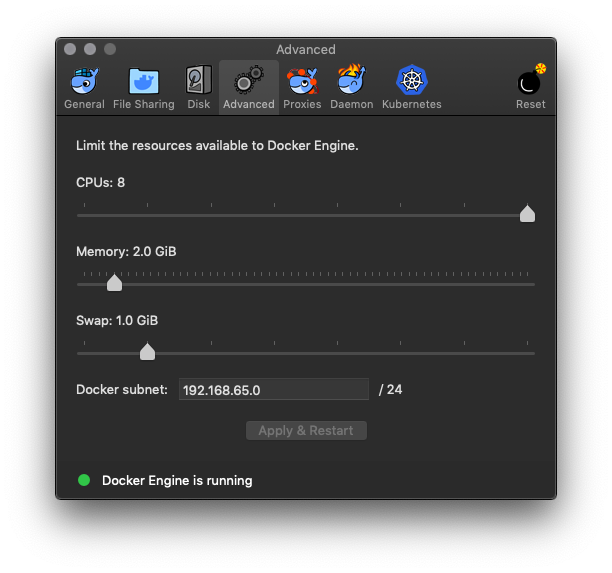 Advanced
General File Sharing Disk Advanced Proxies Daemon Kubernetes Reset
Limit the resources available to Docker Engine.
CPUs: 8
Memory: 2.0 GiB
Swap: 1.0 GiB
Docker subnet: 192.168.65.0 / 24
Apply & Restart
Docker Engine is running